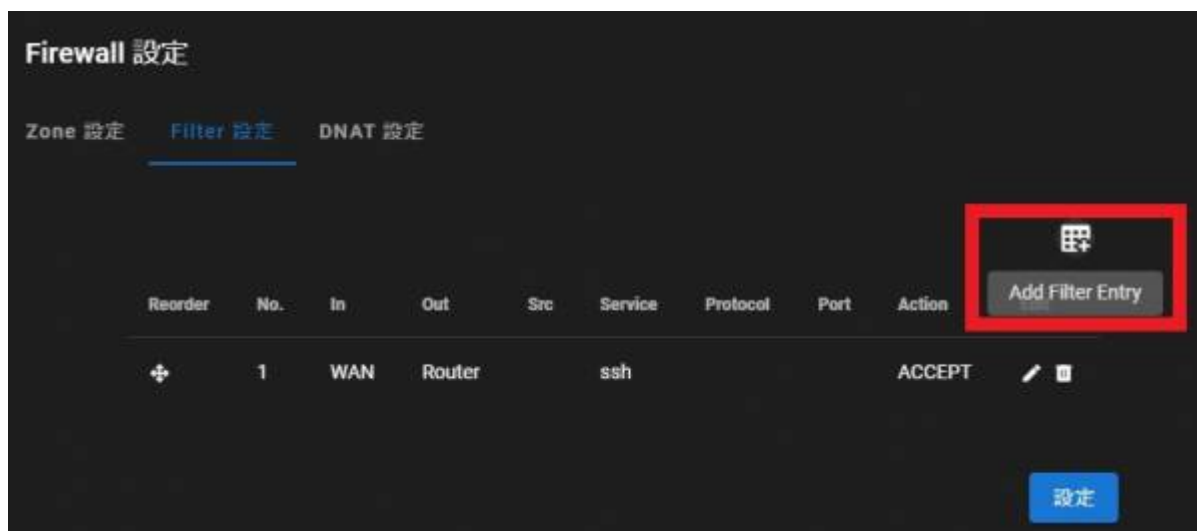 Firewall 設定
Zone 設定 Filter 設定 DNAT 設定
Add Filter Entry
Reorder No. In Out Src Service Protocol Port Action
1 WAN Router ssh ACCEPT
設定